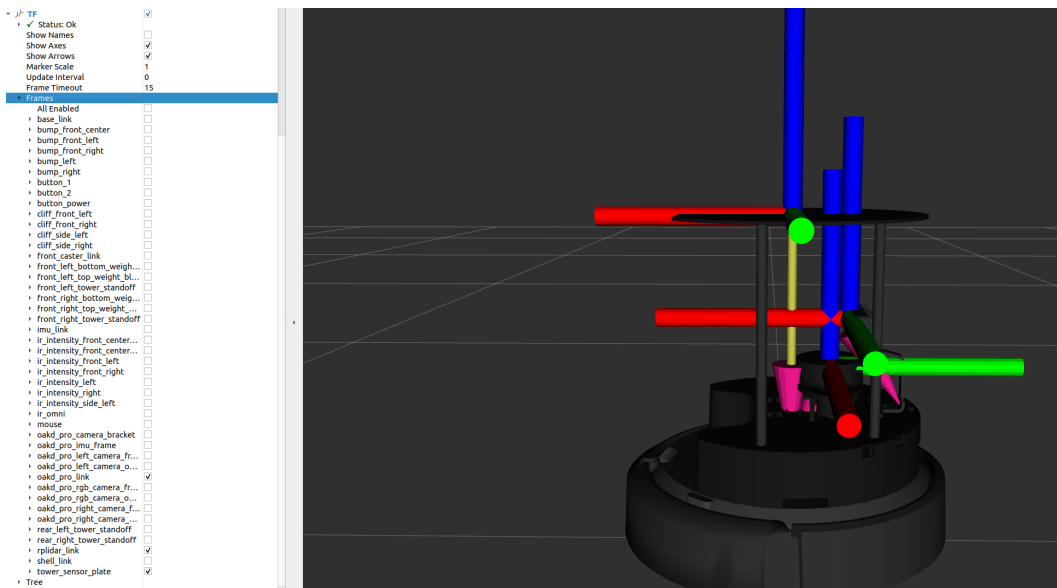 TF
Status: Ok
Show Names
Show Axes
Show Arrows
Marker Scale 1
Update Interval 0
Frame Timeout 15
Frames
All Enabled
base_link
bump_front_center
bump_front_left
bump_front_right
bump_left
bump_right
button_1
button_2
button_power
cliff_front_left
cliff_front_right
cliff_side_left
cliff_side_right
front_caster_link
front_left_bottom_weigh...
front_left_top_weight_bl...
front_left_tower_standoff
front_right_bottom_weig...
front_right_top_weight_...
front_right_tower_standoff
imu_link
ir_intensity_front_center...
ir_intensity_front_center...
ir_intensity_front_left
ir_intensity_front_right
ir_intensity_left
ir_intensity_right
ir_intensity_side_left
ir_omni
mouse
oakd_pro_camera_bracket
oakd_pro_imu_frame
oakd_pro_left_camera_fr...
oakd_pro_left_camera_o...
oakd_pro_link
oakd_pro_rgb_camera_fr...
oakd_pro_rgb_camera_o...
oakd_pro_right_camera_f...
oakd_pro_right_camera_...
rear_left_tower_standoff
rear_right_tower_standoff
rplidar_link
shell_link
tower_sensor_plate
Tree